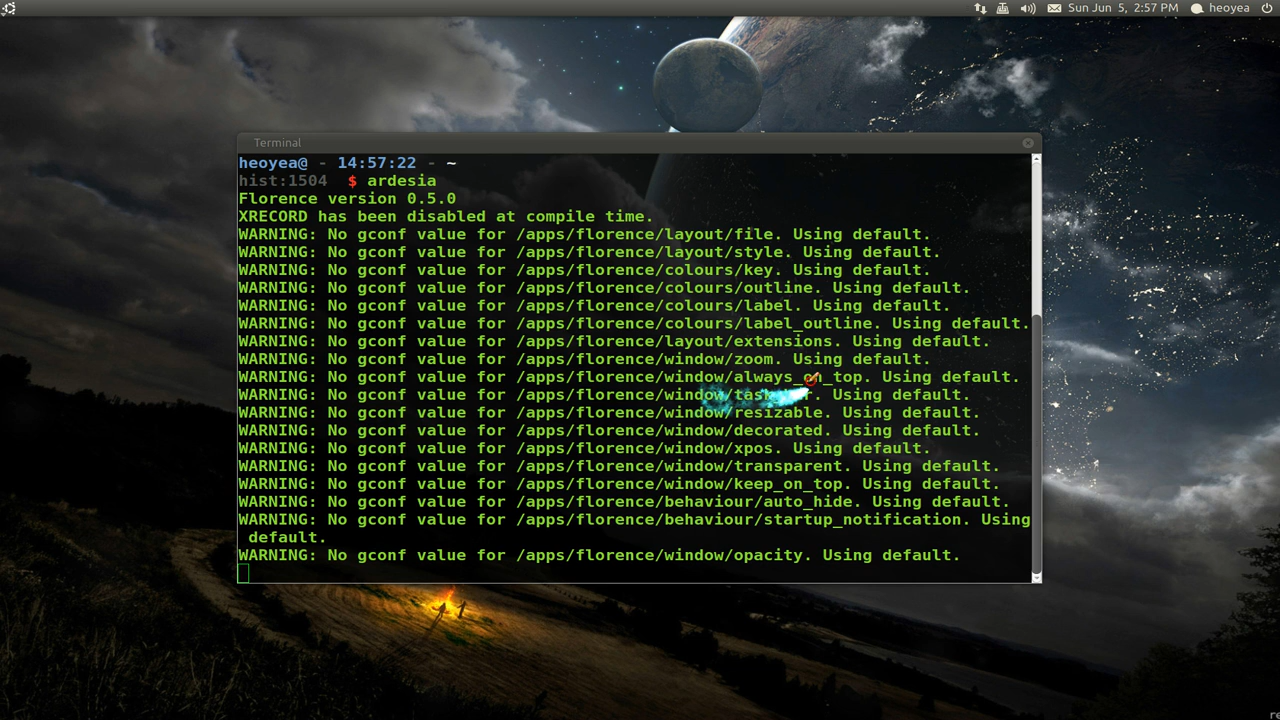 Sun Jun 5, 2:57 PM heoyea
Terminal
heoyea@ - 14:57:22 - ~
hist:1504 $ ardesia
Florence version 0.5.0
XRECORD has been disabled at compile time.
WARNING: No gconf value for /apps/florence/layout/file. Using default.
WARNING: No gconf value for /apps/florence/layout/style. Using default.
WARNING: No gconf value for /apps/florence/colours/key. Using default.
WARNING: No gconf value for /apps/florence/colours/outline. Using default.
WARNING: No gconf value for /apps/florence/colours/label. Using default.
WARNING: No gconf value for /apps/florence/colours/label_outline. Using default.
WARNING: No gconf value for /apps/florence/layout/extensions. Using default.
WARNING: No gconf value for /apps/florence/window/zoom. Using default.
WARNING: No gconf value for /apps/florence/window/always_on_top. Using default.
WARNING: No gconf value for /apps/florence/window/ Using default.
WARNING: No gconf value for /apps/florence/window/resizable. Using default.
WARNING: No gconf value for /apps/florence/window/decorated. Using default.
WARNING: No gconf value for /apps/florence/window/xpos. Using default.
WARNING: No gconf value for /apps/florence/window/transparent. Using default.
WARNING: No gconf value for /apps/florence/window/keep_on_top. Using default.
WARNING: No gconf value for /apps/florence/behaviour/auto_hide. Using default.
WARNING: No gconf value for /apps/florence/behaviour/startup_notification. Using
default.
WARNING: No gconf value for /apps/florence/window/opacity. Using default.